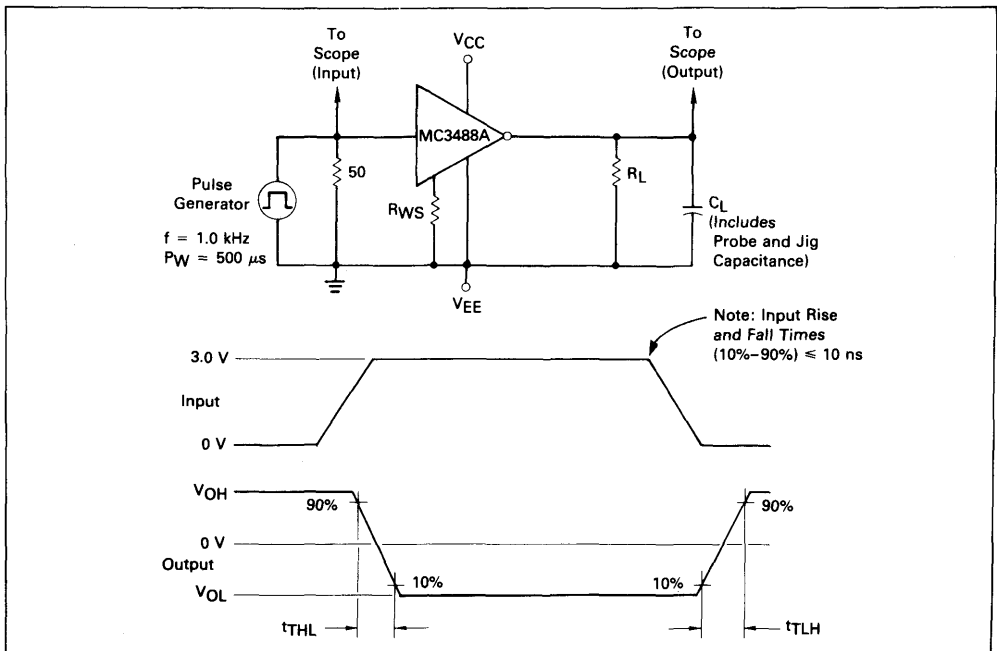 To
Scope
(Input)
VCC
To
Scope
(Output)
MC3488A
50
RL
Pulse
Generator
RWS
CL
(Includes
Probe and Jig
Capacitance)
f = 1.0 kHz
PW = 500 μs
VEE
Note: Input Rise
and Fall Times
(10%–90%) ≤ 10 ns
3.0 V
Input
0 V
VOH
90%
90%
0 V
Output
10%
10%
VOL
tTHL
tTLH